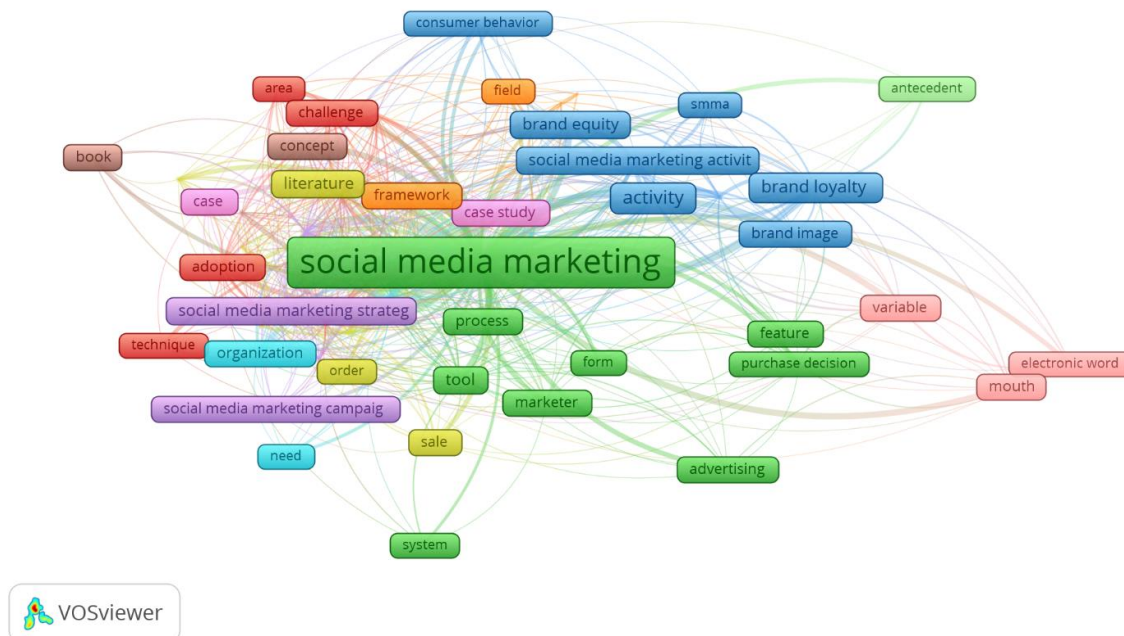 consumer behavior
area
field
antecedent
challenge
smma
brand equity
concept
book
social media marketing activit
literature
brand loyalty
framework
activity
case
case study
brand image
social media marketing
adoption
variable
social media marketing strateg
process
feature
technique
organization
form
purchase decision
electronic word
order
tool
mouth
marketer
social media marketing campaig
sale
need
advertising
system
VOSviewer